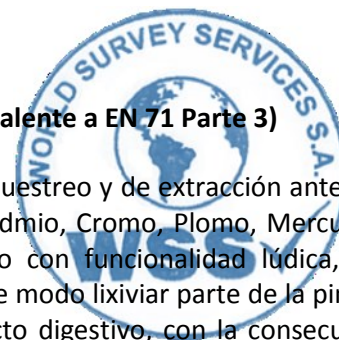 WORLD SURVEY SERVICES S.A.
alente a EN 71 Parte 3)
uestreo y de extracción ante
dmio, Cromo, Plomo, Mercu
WSS
o con funcionalidad lúdica,
e modo lixiviar parte de la pi
cto digestivo, con la consecu